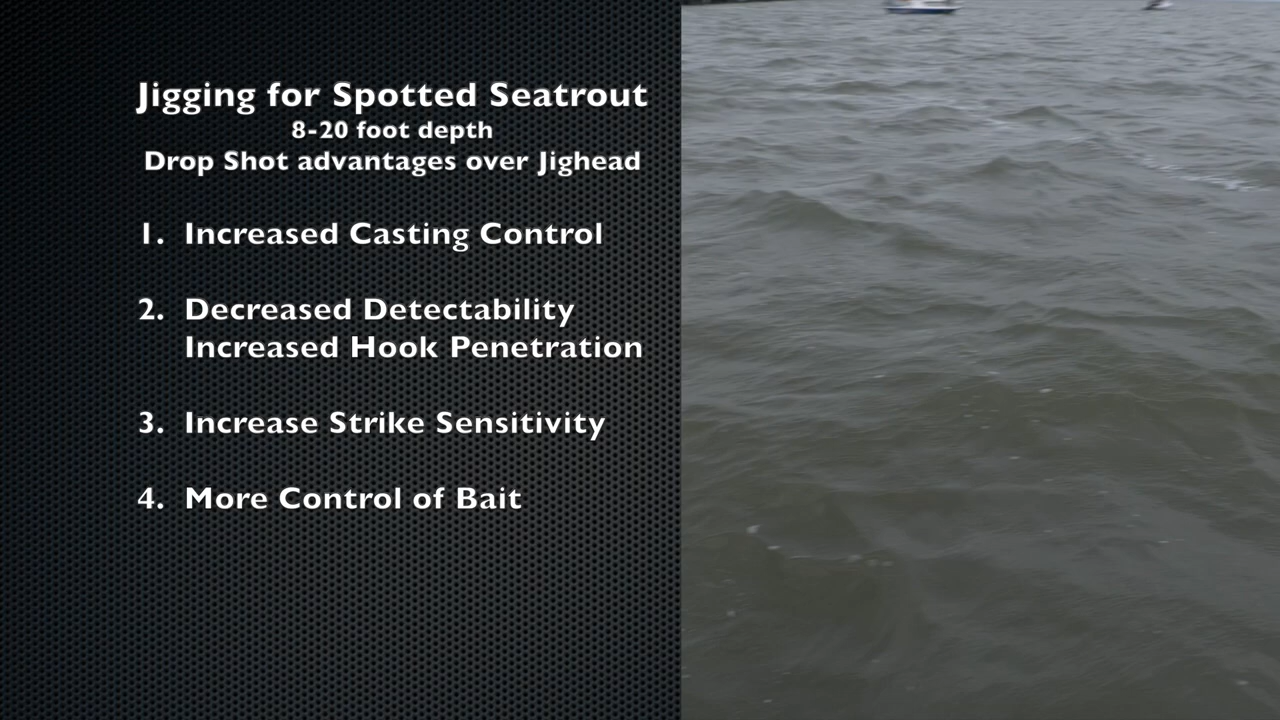 Jigging for Spotted Seatrout
8-20 foot depth
Drop Shot advantages over Jighead
1. Increased Casting Control
2. Decreased Detectability
Increased Hook Penetration
3. Increase Strike Sensitivity
4. More Control of Bait